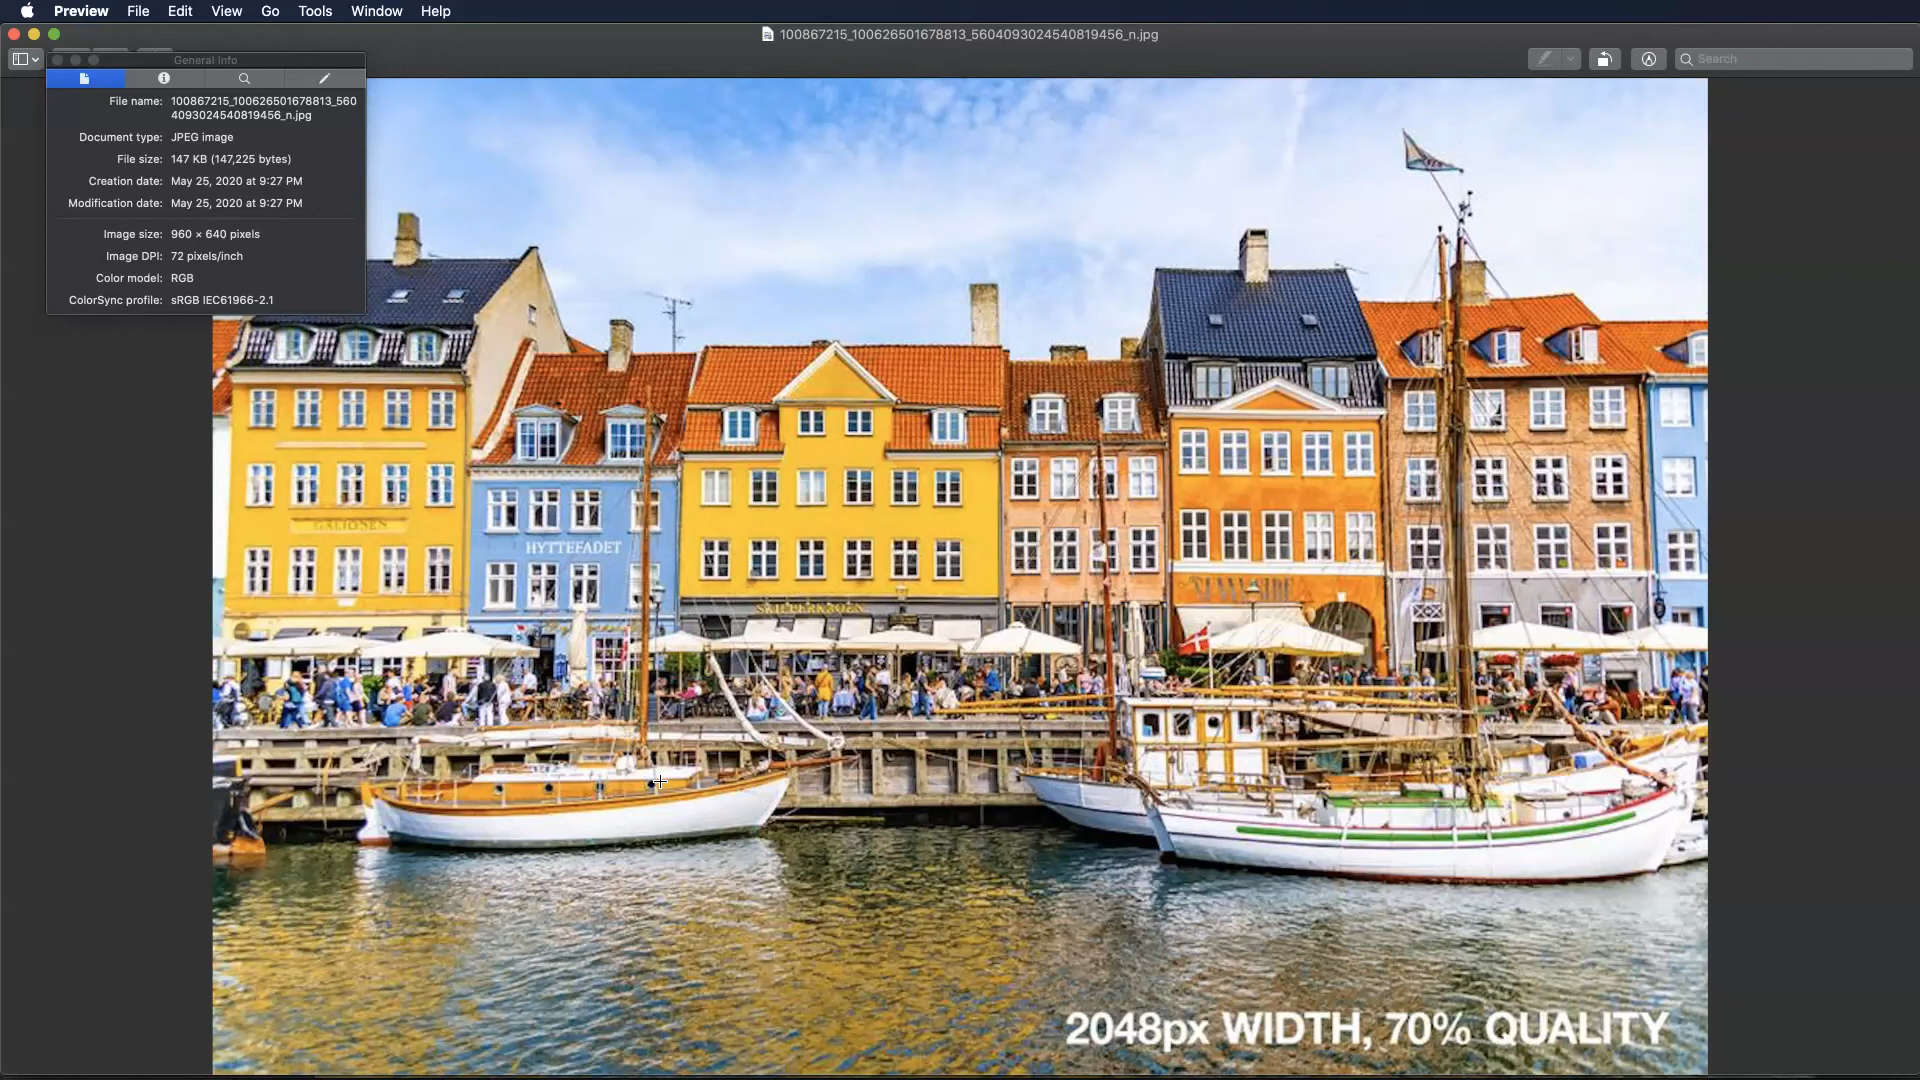 Preview File Edit View Go Tools Window Help
100867215_100626501678813_5604093024540819456_n.jpg
Search
General Info
File name: 100867215_100626501678813_560
4093024540819456_n.jpg
Document type: JPEG image
File size: 147 KB (147,225 bytes)
Creation date: May 25, 2020 at 9:27 PM
Modification date: May 25, 2020 at 9:27 PM
Image size: 960 × 640 pixels
Image DPI: 72 pixels/inch
Color model: RGB
ColorSync profile: sRGB IEC61966-2.1
GALIONEN
HYTTEFADET
SKIPPERKROEN
2048px WIDTH, 70% QUALITY